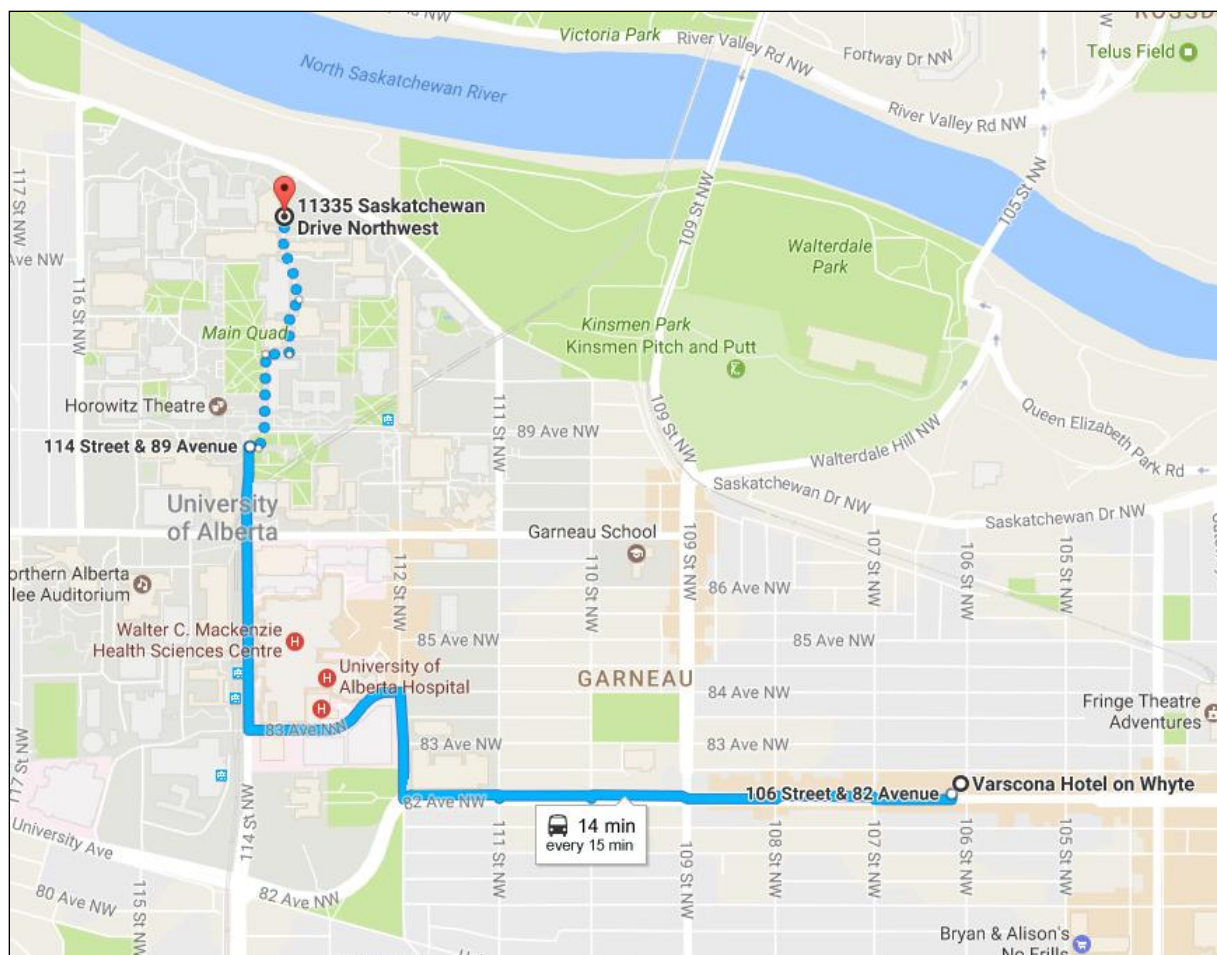 ROSSD
Victoria Park
River Valley Rd NW
Fortway Dr NW
Telus Field
North Saskatchewan River
River Valley Rd NW
117 St NW
109 St NW
105 St NW
11335 Saskatchewan
Drive Northwest
Ave NW
116 St NW
Walterdale
Park
Main Quad
Kinsmen Park
Kinsmen Pitch and Putt
Horowitz Theatre
111 St NW
109 St NW
89 Ave NW
Queen Elizabeth Park Rd
114 Street & 89 Avenue
Walterdale Hill NW
Saskatchewan Dr NW
University
of Alberta
Saskatchewan Dr NW
Garneau School
109 St NW
107 St NW
106 St NW
105 St NW
112 St NW
110 St NW
86 Ave NW
orthern Alberta
lee Auditorium
Walter C. Mackenzie
Health Sciences Centre
H
85 Ave NW
85 Ave NW
University of
Alberta Hospital
H
H
GARNEAU
84 Ave NW
Fringe Theatre
Adventures
83 Ave NW
83 Ave NW
83 Ave NW
117 St NW
Varscona Hotel on Whyte
106 Street & 82 Avenue
82 Ave NW
14 min
every 15 min
University Ave
114 St NW
111 St NW
109 St NW
108 St NW
107 St NW
106 St NW
105 St NW
80 Ave NW
115 St NW
82 Ave NW
Bryan & Alison's
No Frills